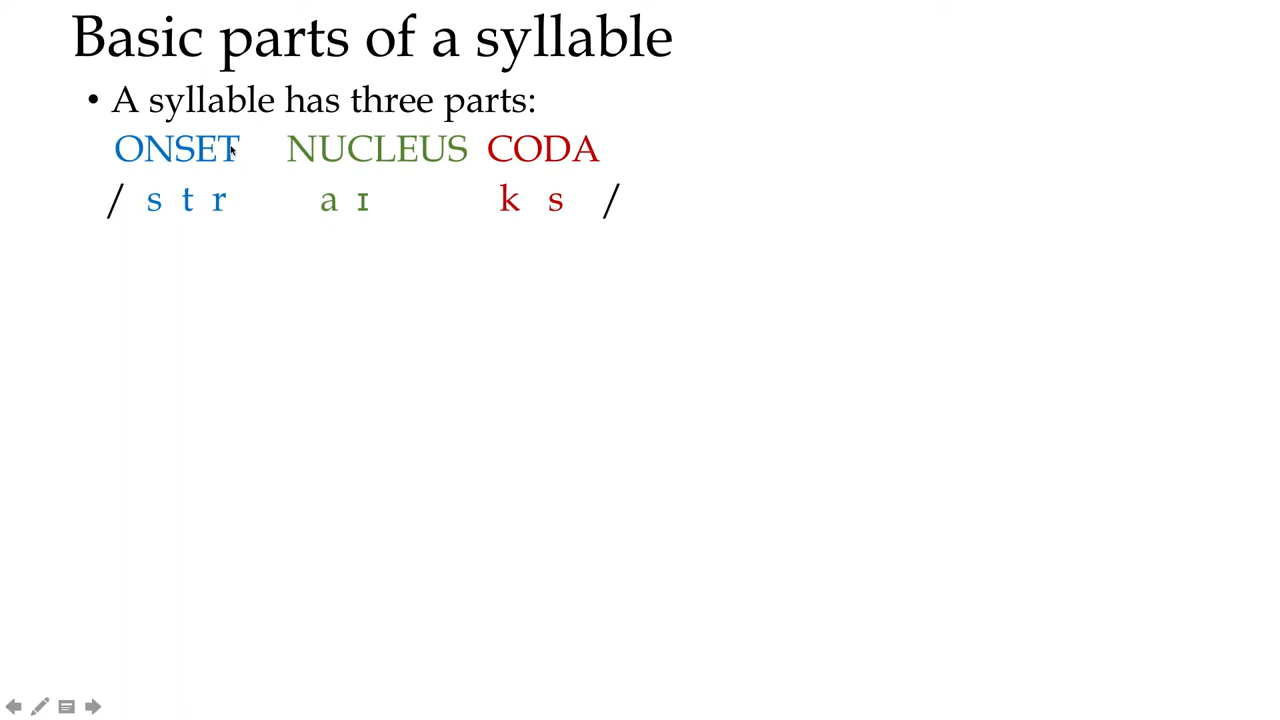 Basic parts of a syllable
• A syllable has three parts:
ONSET NUCLEUS CODA
/ s t r a ɪ k s /